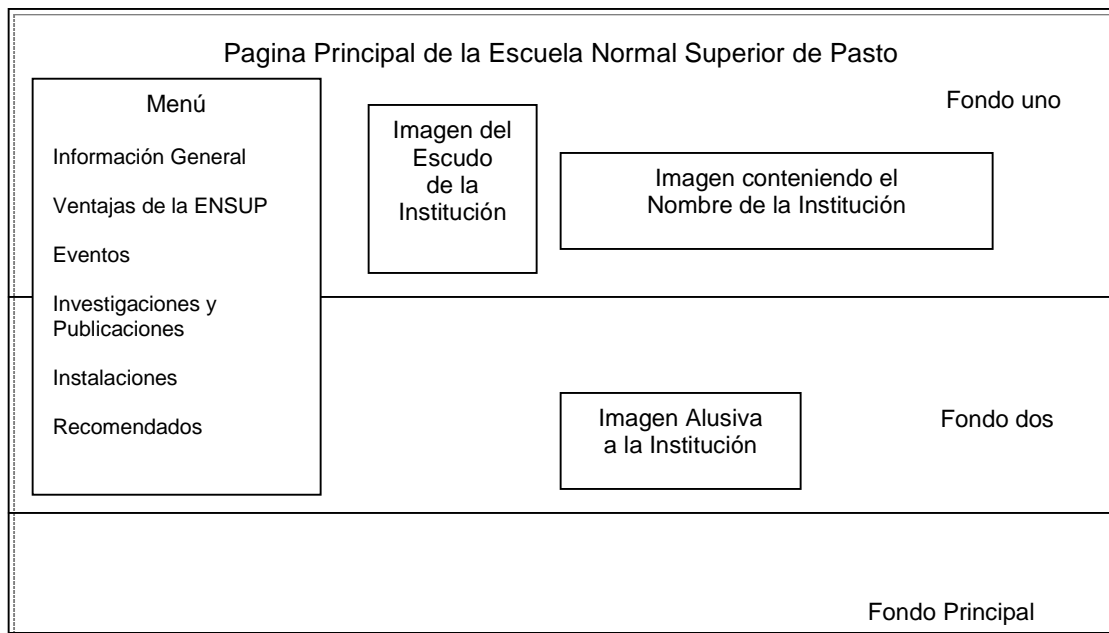 Pagina Principal de la Escuela Normal Superior de Pasto
Menú
Información General
Ventajas de la ENSUP
Eventos
Investigaciones y
Publicaciones
Instalaciones
Recomendados
Imagen del
Escudo
de la
Institución
Imagen conteniendo el
Nombre de la Institución
Fondo uno
Imagen Alusiva
a la Institución
Fondo dos
Fondo Principal